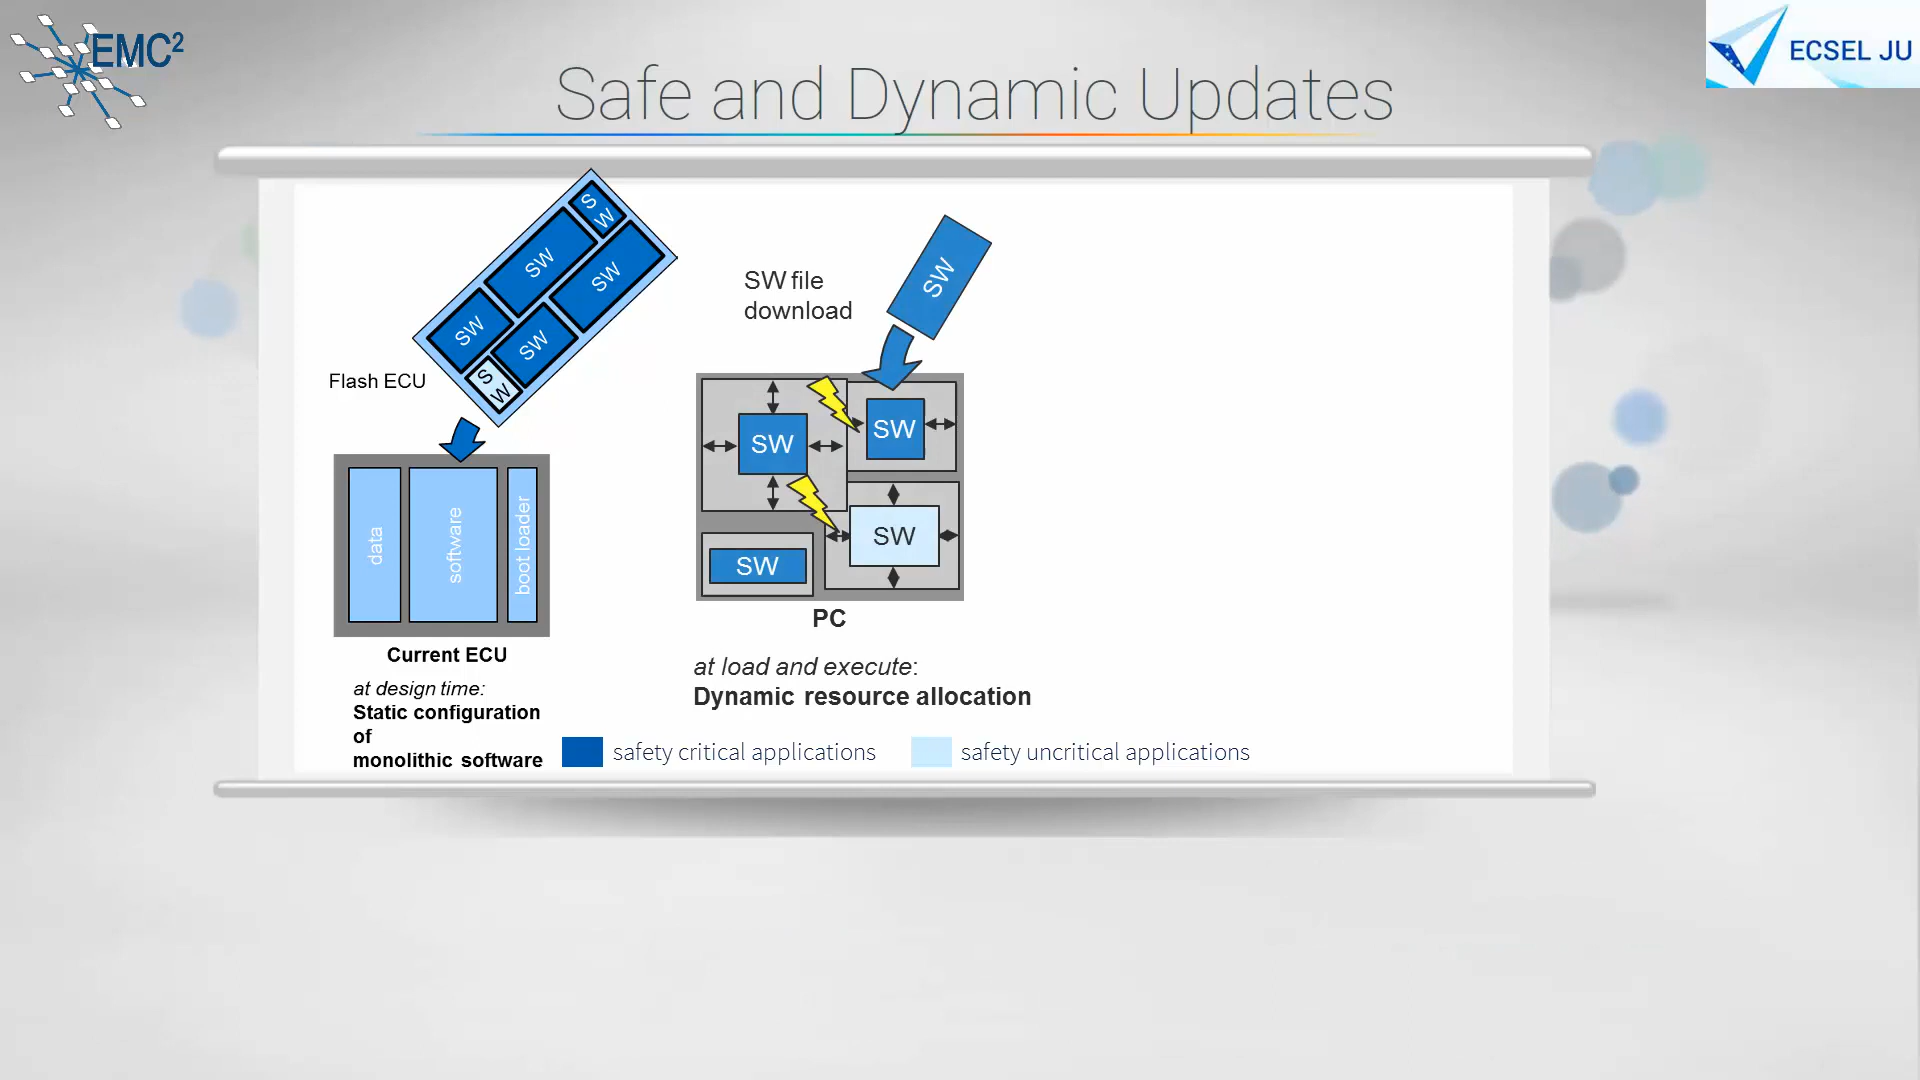 EMC²
ECSEL JU
Safe and Dynamic Updates
SW
SW
SW
SW
SW
SW
Flash ECU
data
software
boot loader
Current ECU
at design time:
Static configuration
of
monolithic software
SW file
download
SW
SW
SW
SW
SW
PC
at load and execute:
Dynamic resource allocation
safety critical applications
safety uncritical applications